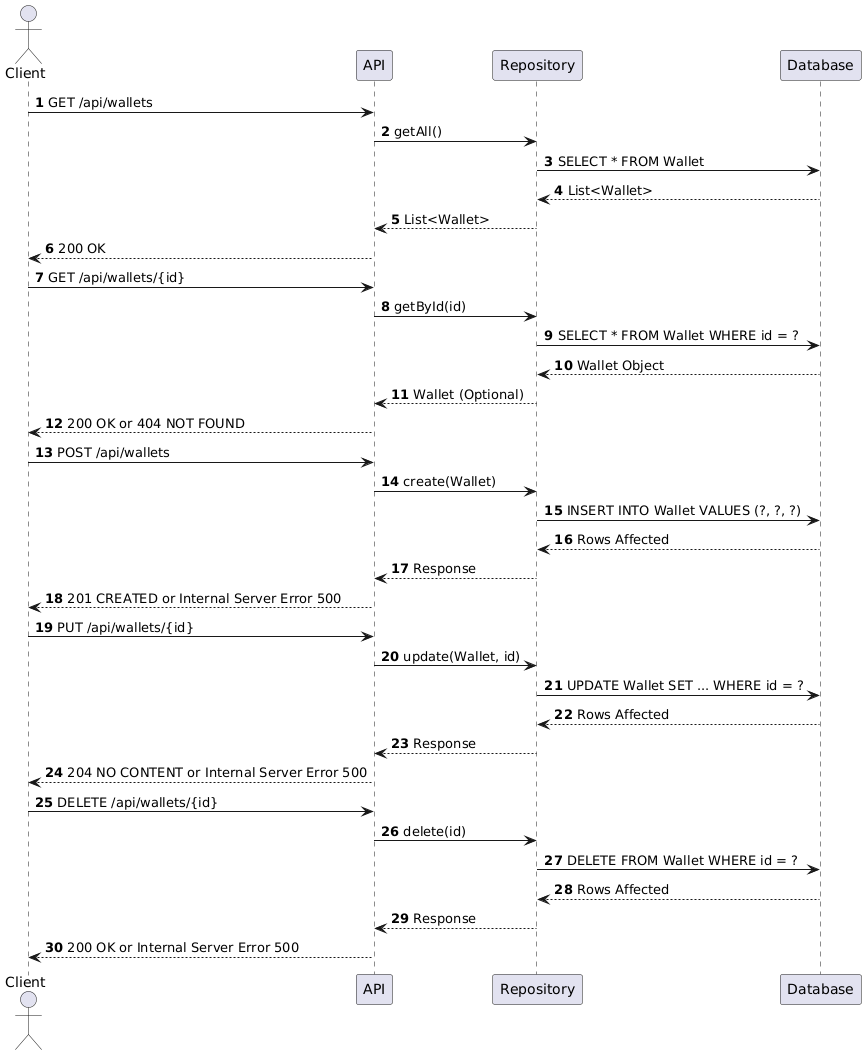 Client
API
Repository
Database
1 GET /api/wallets
2 getAll()
3 SELECT * FROM Wallet
4 List<Wallet>
5 List<Wallet>
6 200 OK
7 GET /api/wallets/{id}
8 getById(id)
9 SELECT * FROM Wallet WHERE id = ?
10 Wallet Object
11 Wallet (Optional)
12 200 OK or 404 NOT FOUND
13 POST /api/wallets
14 create(Wallet)
15 INSERT INTO Wallet VALUES (?, ?, ?)
16 Rows Affected
17 Response
18 201 CREATED or Internal Server Error 500
19 PUT /api/wallets/{id}
20 update(Wallet, id)
21 UPDATE Wallet SET ... WHERE id = ?
22 Rows Affected
23 Response
24 204 NO CONTENT or Internal Server Error 500
25 DELETE /api/wallets/{id}
26 delete(id)
27 DELETE FROM Wallet WHERE id = ?
28 Rows Affected
29 Response
30 200 OK or Internal Server Error 500
Client
API
Repository
Database